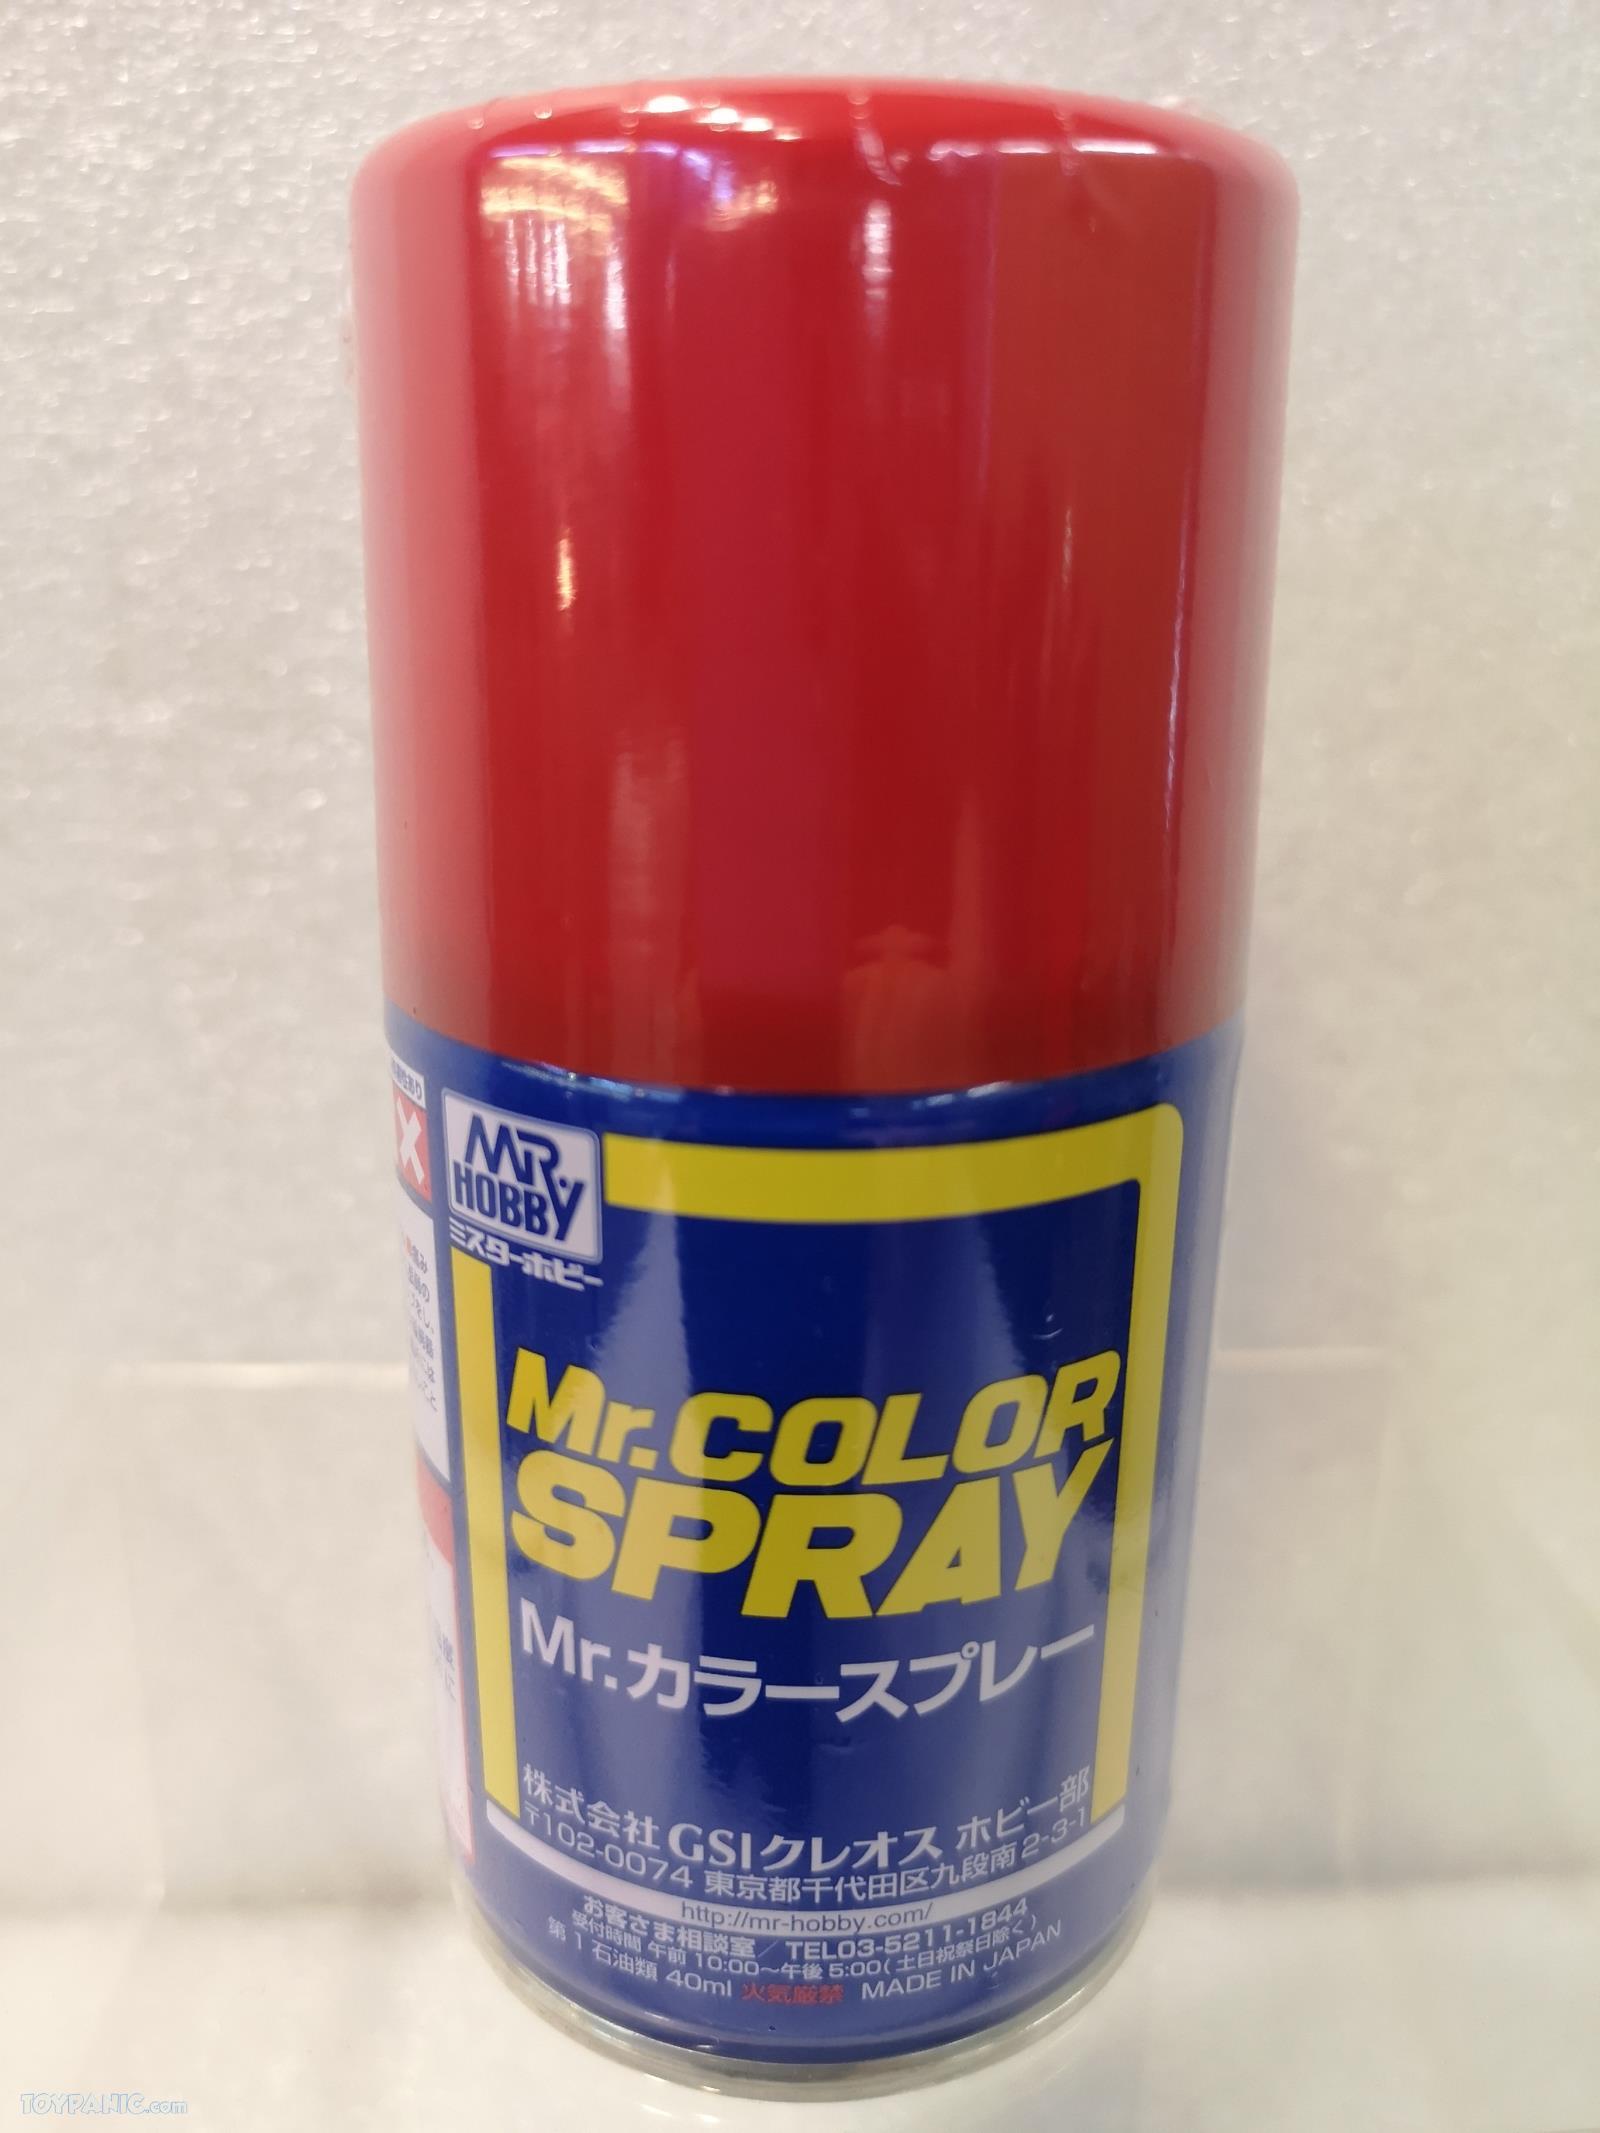 MR.
HOBBY
ミスターホビー
X
Mr.COLOR
SPRAY
Mr.カラースプレー
株式会社 GSIクレオス ホビー部
〒102-0074 東京都千代田区九段南2-3-1
http://mr-hobby.com/
お客さま相談室／TEL03-5211-1844
受付時間 午前 10:00～午後 5:00(土日祝祭日除く)
第1石油類 40ml 火気厳禁 MADE IN JAPAN
TOYPANIC.com